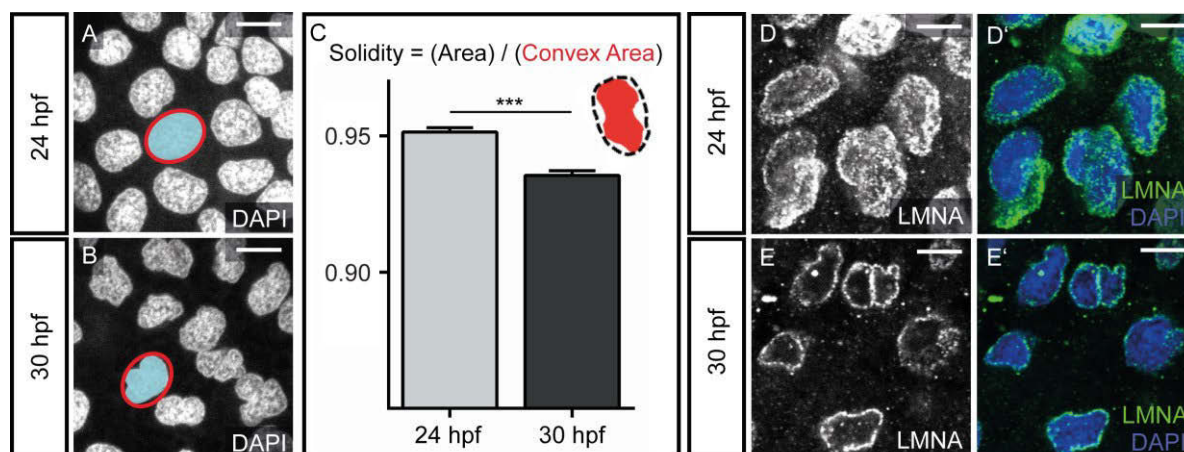 24 hpf
A
DAPI
30 hpf
B
DAPI
C
Solidity = (Area) / (Convex Area)
***
0.95
0.90
24 hpf
30 hpf
24 hpf
D
LMNA
D'
LMNA
DAPI
30 hpf
E
LMNA
E'
LMNA
DAPI